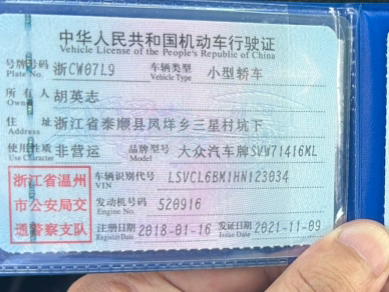 中华人民共和国机动车行驶证
Vehicle License of the People's Republic of China
号牌号码 浙CW07L9 车辆类型 小型轿车
Plate No. Vehicle Type
所有人 胡英志
Owner
住址 浙江省泰顺县凤垟乡三星村坑下
Address
使用性质 非营运 品牌型号 大众汽车牌SVW71416ML
Use Character Model
浙江省温州
市公安局交
通警察支队
车辆识别代号 LSVCL6BM1HN123034
VIN
发动机号码 520916
Engine No.
注册日期 2018-01-16 发证日期 2021-11-09
Register Date Issue Date